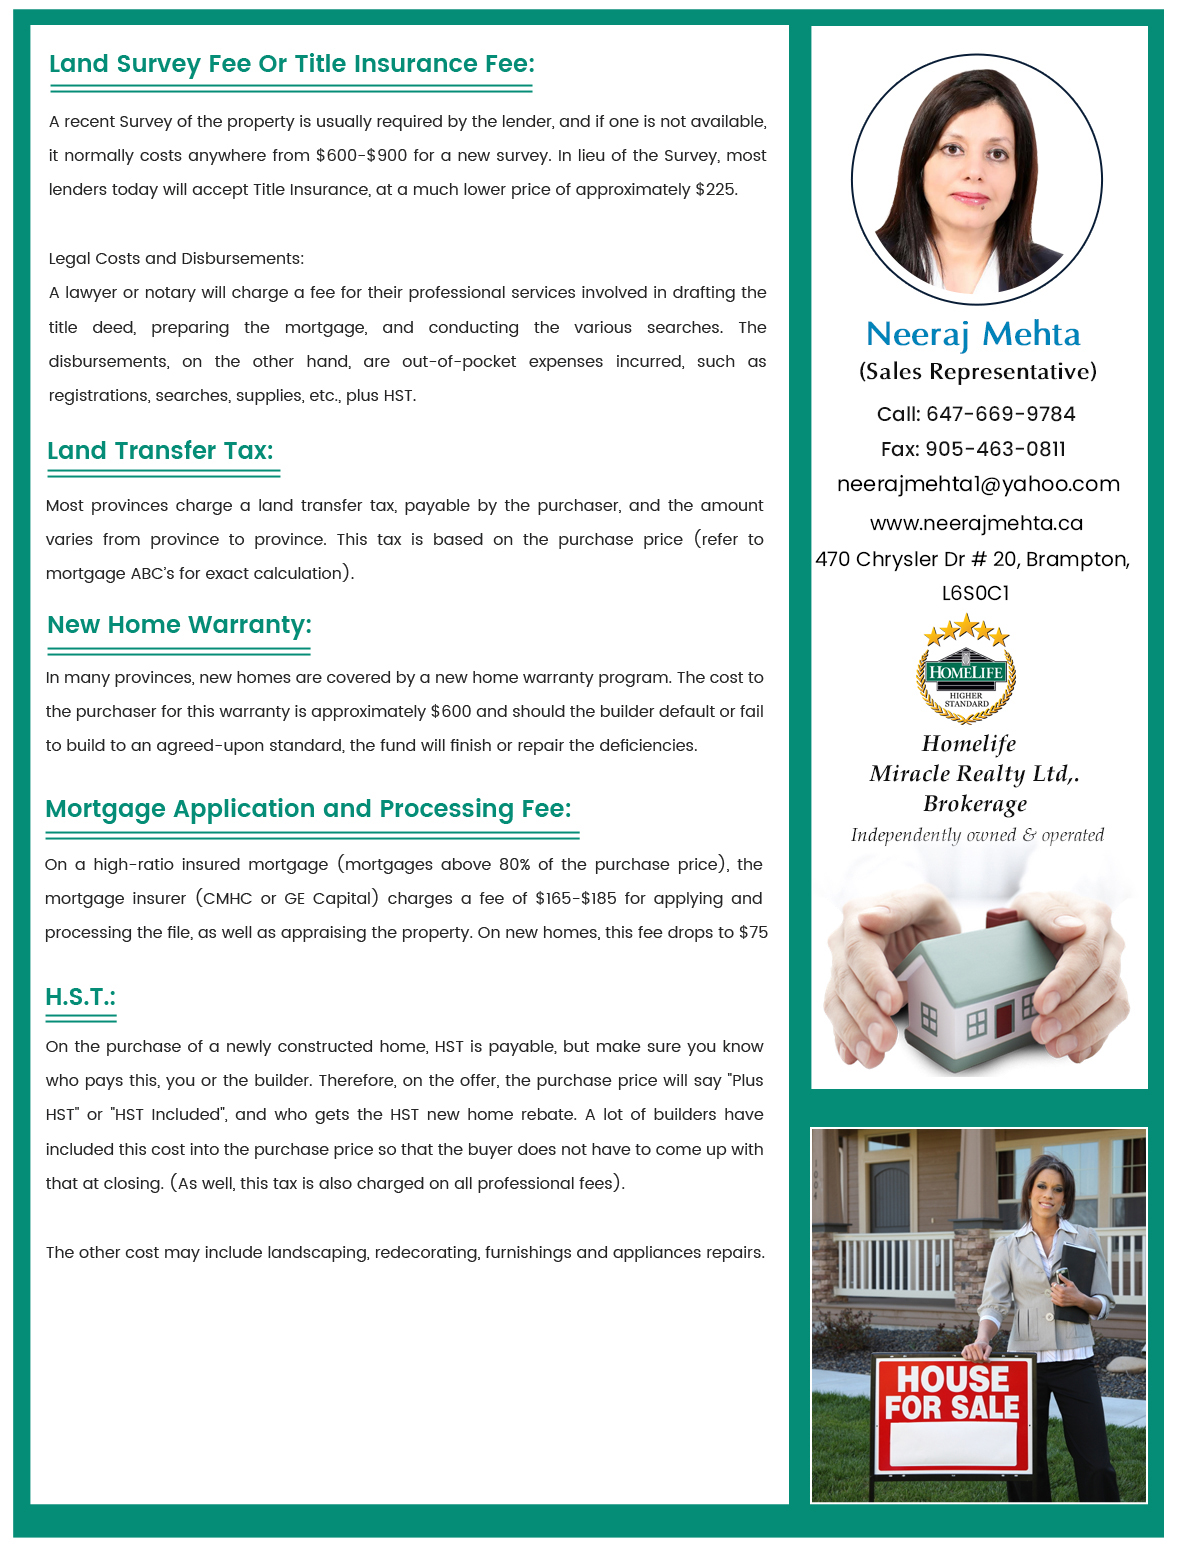 Land Survey Fee Or Title Insurance Fee:
A recent Survey of the property is usually required by the lender, and if one is not available,
it normally costs anywhere from $600-$900 for a new survey. In lieu of the Survey, most
lenders today will accept Title Insurance, at a much lower price of approximately $225.
Legal Costs and Disbursements:
A lawyer or notary will charge a fee for their professional services involved in drafting the
title deed, preparing the mortgage, and conducting the various searches. The
disbursements, on the other hand, are out-of-pocket expenses incurred, such as
registrations, searches, supplies, etc., plus HST.
Land Transfer Tax:
Most provinces charge a land transfer tax, payable by the purchaser, and the amount
varies from province to province. This tax is based on the purchase price (refer to
mortgage ABC’s for exact calculation).
New Home Warranty:
In many provinces, new homes are covered by a new home warranty program. The cost to
the purchaser for this warranty is approximately $600 and should the builder default or fail
to build to an agreed-upon standard, the fund will finish or repair the deficiencies.
Mortgage Application and Processing Fee:
On a high-ratio insured mortgage (mortgages above 80% of the purchase price), the
mortgage insurer (CMHC or GE Capital) charges a fee of $165-$185 for applying and
processing the file, as well as appraising the property. On new homes, this fee drops to $75
H.S.T.:
On the purchase of a newly constructed home, HST is payable, but make sure you know
who pays this, you or the builder. Therefore, on the offer, the purchase price will say "Plus
HST" or "HST Included", and who gets the HST new home rebate. A lot of builders have
included this cost into the purchase price so that the buyer does not have to come up with
that at closing. (As well, this tax is also charged on all professional fees).
The other cost may include landscaping, redecorating, furnishings and appliances repairs.
Neeraj Mehta
(Sales Representative)
Call: 647-669-9784
Fax: 905-463-0811
neerajmehta1@yahoo.com
www.neerajmehta.ca
470 Chrysler Dr # 20, Brampton,
L6S0C1
HOMELIFE
HIGHER
STANDARD
Homelife
Miracle Realty Ltd,.
Brokerage
Independently owned & operated
1004
HOUSE
FOR SALE